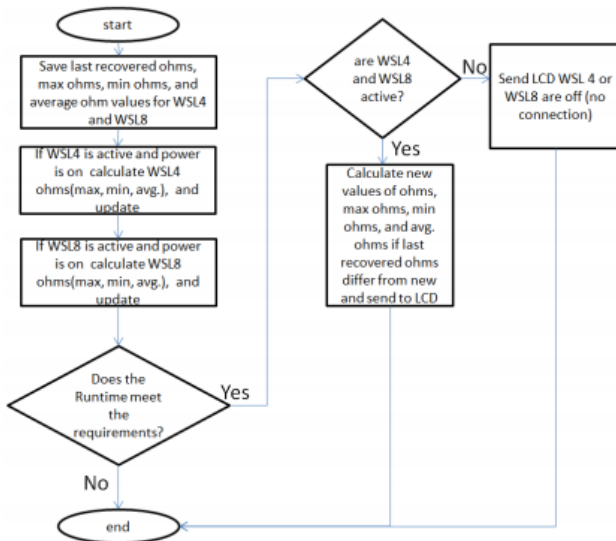 start
Save last recovered ohms,
max ohms, min ohms, and
average ohm values for WSL4
and WSL8
If WSL4 is active and power
is on calculate WSL4
ohms(max, min, avg.), and
update
If WSL8 is active and power
is on calculate WSL8
ohms(max, min, avg.), and
update
Does the
Runtime meet
the
requirements?
Yes
No
end
are WSL4
and WSL8
active?
No
Yes
Send LCD WSL 4 or
WSL8 are off (no
connection)
Calculate new
values of ohms,
max ohms, min
ohms, and avg.
ohms if last
recovered ohms
differ from new
and send to LCD